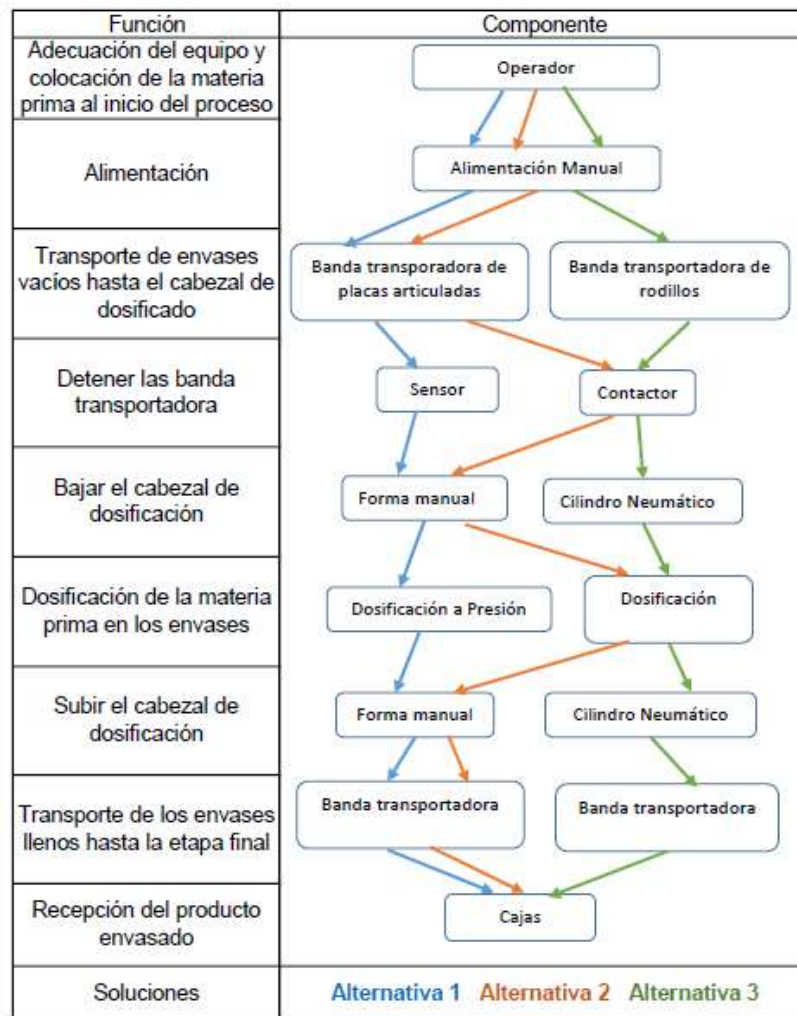 Función
Componente
Adecuación del equipo y
colocación de la materia
prima al inicio del proceso
Operador
Alimentación
Alimentación Manual
Transporte de envases
vacíos hasta el cabezal de
dosificado
Banda transporadora de
placas articuladas
Banda transportadora de
rodillos
Detener las banda
transportadora
Sensor
Contactor
Bajar el cabezal de
dosificación
Forma manual
Cilindro Neumático
Dosificación de la materia
prima en los envases
Dosificación a Presión
Dosificación
Subir el cabezal de
dosificación
Forma manual
Cilindro Neumático
Transporte de los envases
llenos hasta la etapa final
Banda transportadora
Banda transportadora
Recepción del producto
envasado
Cajas
Soluciones
Alternativa 1 Alternativa 2 Alternativa 3